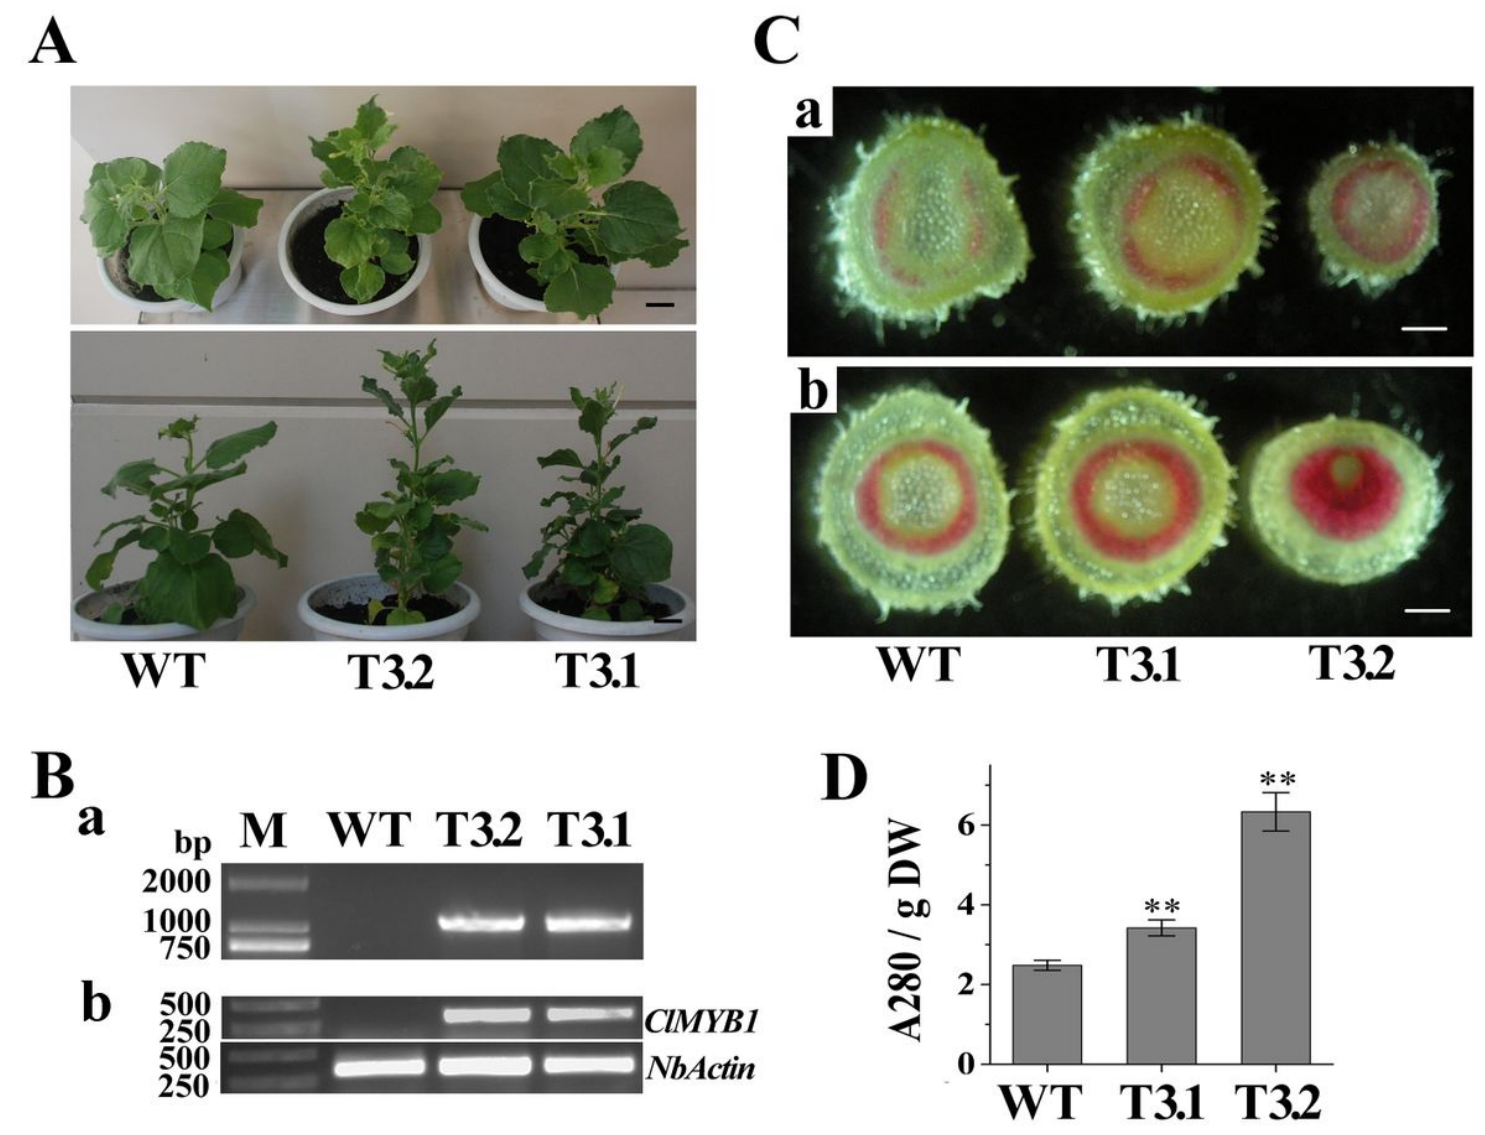 A
WT T3.2 T3.1
C
a
b
WT T3.1 T3.2
B
a
bp M WT T3.2 T3.1
2000
1000
750
b
500
250 ClMYB1
500
250 NbActin
D
A280 / g DW
**
**
6
4
2
0
WT T3.1 T3.2